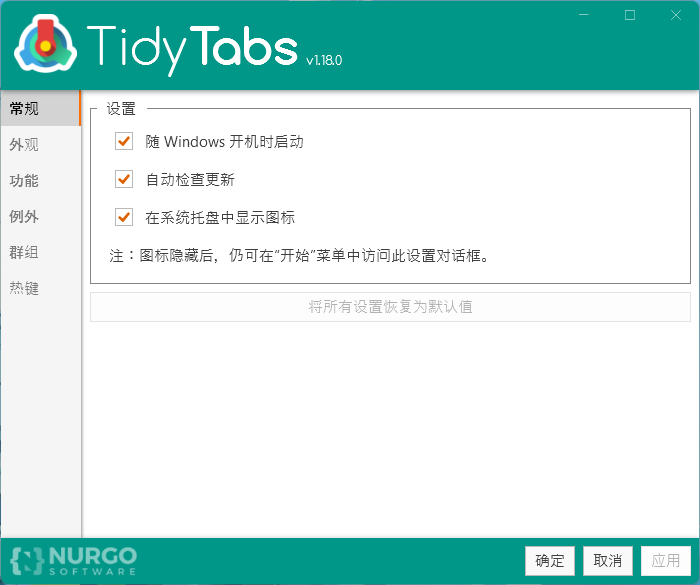 TidyTabs v1.18.0
常规
外观
功能
例外
群组
热键
设置
随 Windows 开机时启动
自动检查更新
在系统托盘中显示图标
注：图标隐藏后，仍可在“开始”菜单中访问此设置对话框。
将所有设置恢复为默认值
NURGO
SOFTWARE
确定 取消 应用